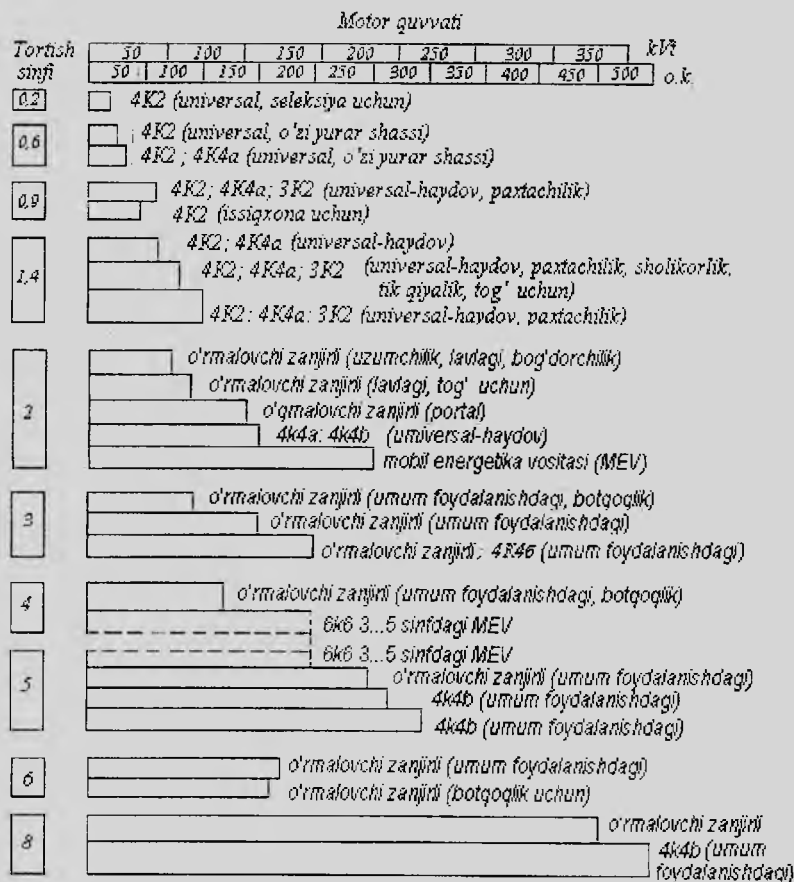 Motor quvvati
Tortish sinfi
50 100 150 200 250 300 350 kVt
50 100 150 200 250 300 350 400 450 500 o.k.
0,2
4K2 (universal, seleksiya uchun)
0,6
4K2 (universal, o'zi yurar shassi)
4K2 ; 4K4a (universal, o'zi yurar shassi)
0,9
4K2; 4K4a; 3K2 (universal-haydov, paxtachilik)
4K2 (issiqxona uchun)
1,4
4K2; 4K4a (universal-haydov)
4K2; 4K4a; 3K2 (universal-haydov, paxtachilik, sholikorlik,
tik qiyalik, tog' uchun)
4K2: 4K4a: 3K2 (universal-haydov, paxtachilik)
2
o'rmalovchi zanjirli (uzumchilik, lavlagi, bog'dorchilik)
o'rmalovchi zanjirli (lavlagi, tog' uchun)
o'qmalovchi zanjirli (portal)
4k4a: 4k4b (umiversal-haydov)
mobil energetika vositasi (MEV)
3
o'rmalovchi zanjirli (umum foydalanishdagi, botqoqlik)
o'rmalovchi zanjirli (umum foydalanishdagi)
o'rmalovchi zanjirli; 4K4б (umum foydalanishdagi)
4
o'rmalovchi zanjirli (umum foydalanishdagi, botqoqlik)
6k6 3...5 sinfdagi MEV
5
6k6 3...5 sinfdagi MEV
o'rmalovchi zanjirli (umum foydalanishdagi)
4k4b (umum foydalanishdagi)
4k4b (umum foydalanishdagi)
6
o'rmalovchi zanjirli (umum foydalanishdagi)
o'rmalovchi zanjirli (botqoqlik uchun)
8
o'rmalovchi zanjirli
4k4b (umum
foydalanishdagi)